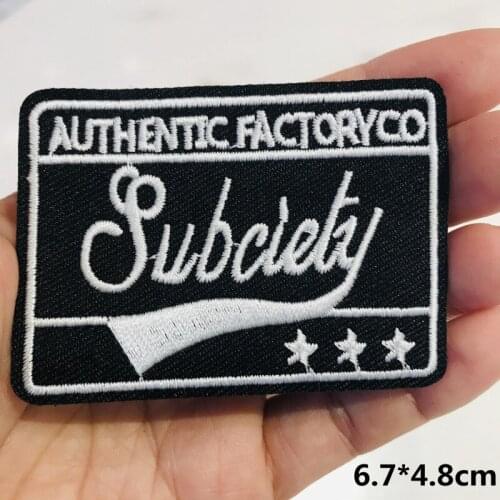 AUTHENTIC FACTORYCO
Subciety
6.7*4.8cm